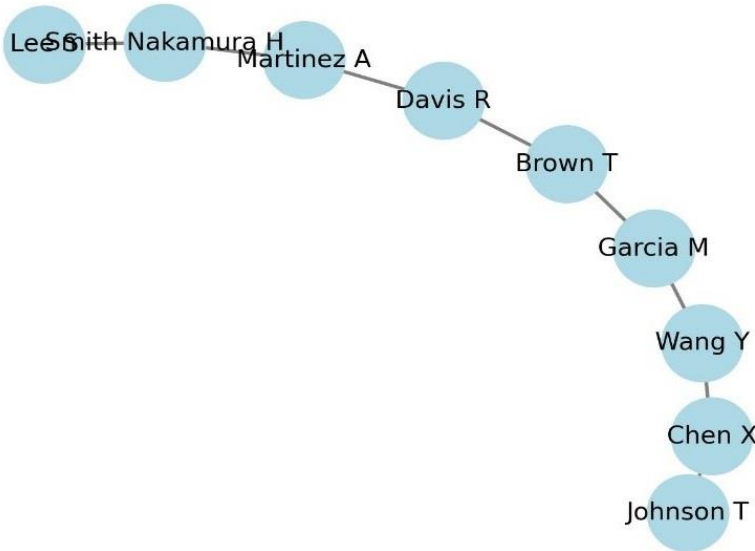 Lee S
Smith Nakamura H
Martinez A
Davis R
Brown T
Garcia M
Wang Y
Chen X
Johnson T